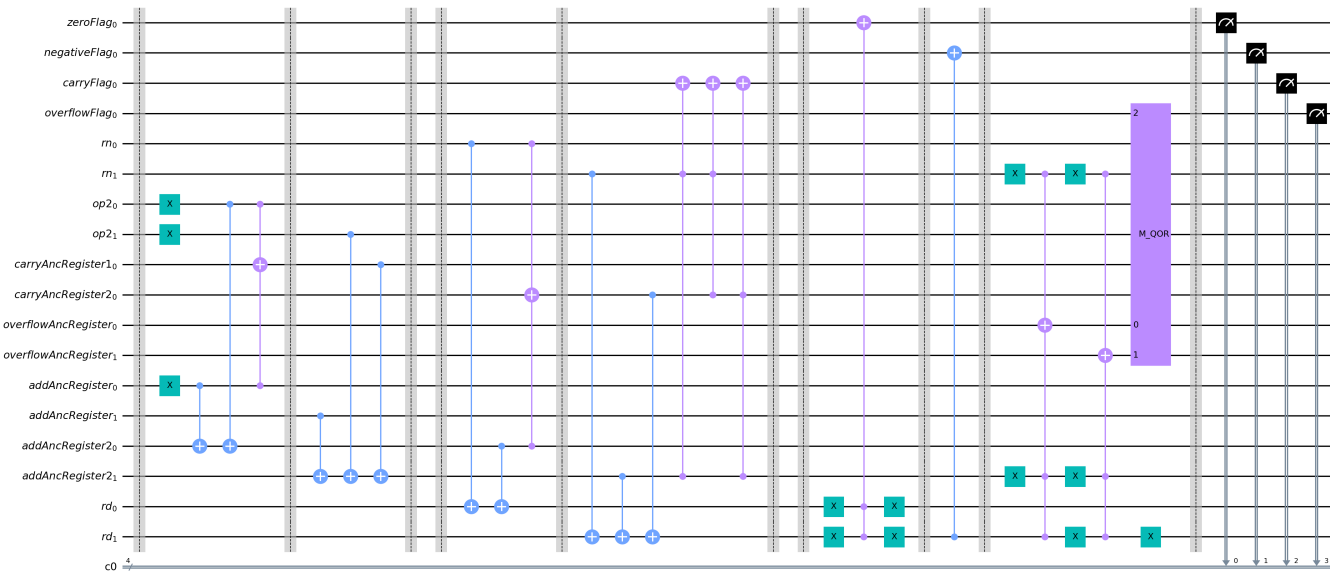 zeroFlag0
negativeFlag0
carryFlag0
overflowFlag0
2
rn0
rn1
X X
op20
X
op21
X M_QOR
carryAncRegister10
carryAncRegister20
overflowAncRegister0
0
overflowAncRegister1
1
addAncRegister0
X
addAncRegister1
addAncRegister20
addAncRegister21
X X
rd0
X X
rd1
X X X X
c0 4 0 1 2 3